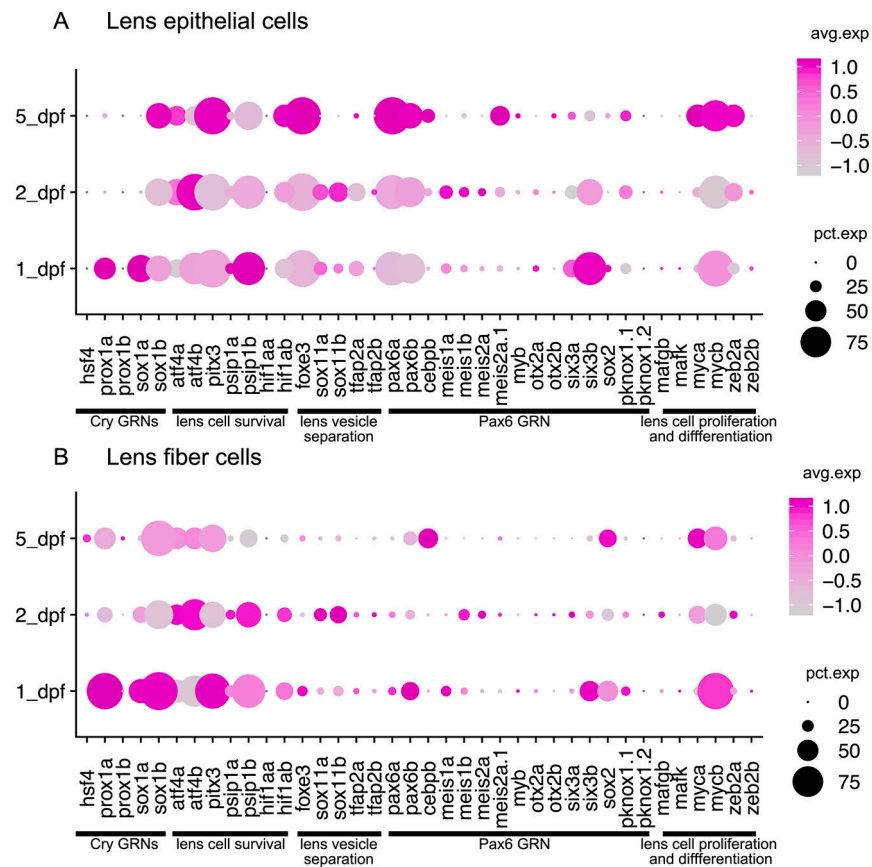 A Lens epithelial cells
avg.exp
1.0
0.5
0.0
−0.5
−1.0
pct.exp
0
25
50
75
5_dpf
2_dpf
1_dpf
hsf4
prox1a
prox1b
sox1a
sox1b
atf4a
atf4b
pitx3
psip1a
psip1b
hif1aa
hif1ab
foxe3
sox11a
sox11b
tfap2a
tfap2b
pax6a
pax6b
cebpb
meis1a
meis1b
meis2a
meis2a.1
myb
otx2a
otx2b
six3a
six3b
sox2
pknox1.1
pknox1.2
mafgb
mafk
myca
mycb
zeb2a
zeb2b
Cry GRNs
lens cell survival
lens vesicle
separation
Pax6 GRN
lens cell proliferation
and diffferentiation
B Lens fiber cells
avg.exp
1.0
0.5
0.0
−0.5
−1.0
pct.exp
0
25
50
75
5_dpf
2_dpf
1_dpf
hsf4
prox1a
prox1b
sox1a
sox1b
atf4a
atf4b
pitx3
psip1a
psip1b
hif1aa
hif1ab
foxe3
sox11a
sox11b
tfap2a
tfap2b
pax6a
pax6b
cebpb
meis1a
meis1b
meis2a
meis2a.1
myb
otx2a
otx2b
six3a
six3b
sox2
pknox1.1
pknox1.2
mafgb
mafk
myca
mycb
zeb2a
zeb2b
Cry GRNs
lens cell survival
lens vesicle
separation
Pax6 GRN
lens cell proliferation
and diffferentiation